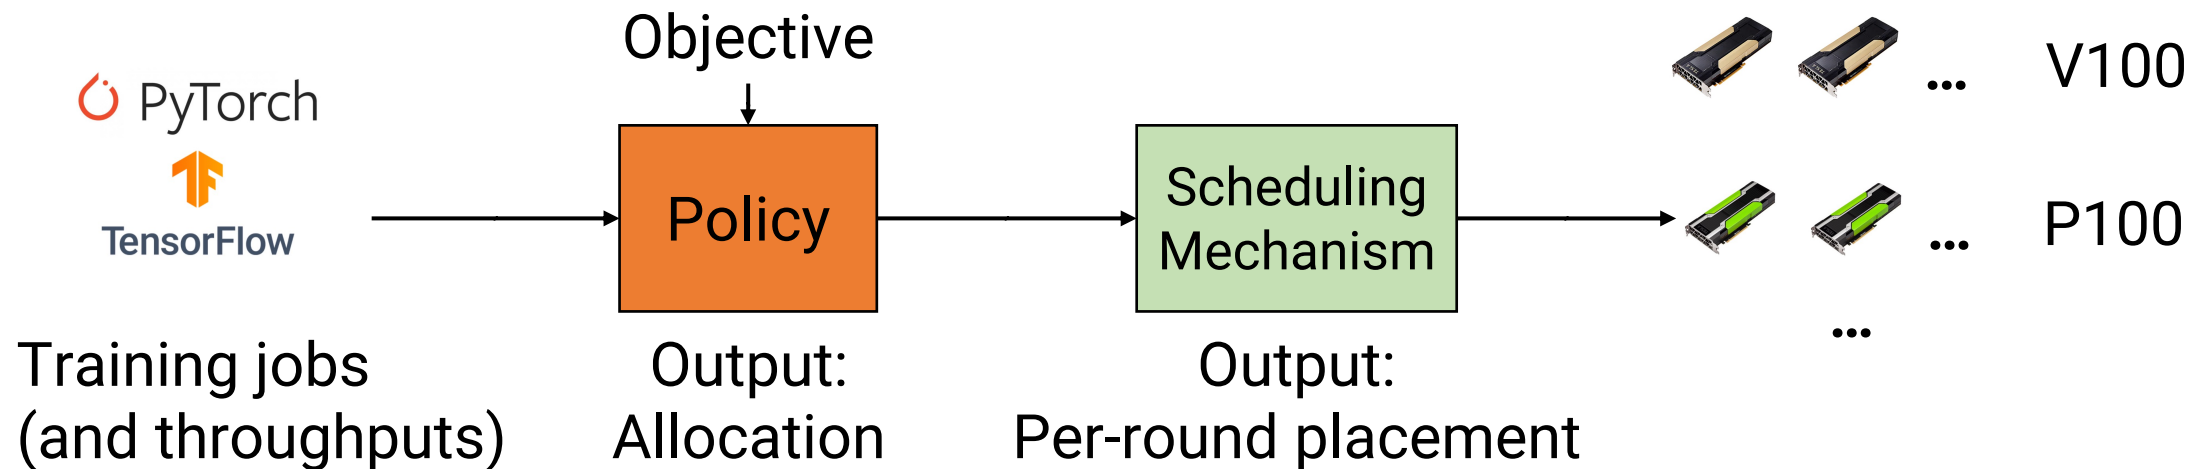 PyTorch
TensorFlow
Training jobs
(and throughputs)
Objective
Policy
Output:
Allocation
Scheduling
Mechanism
Output:
Per-round placement
... V100
... P100
...